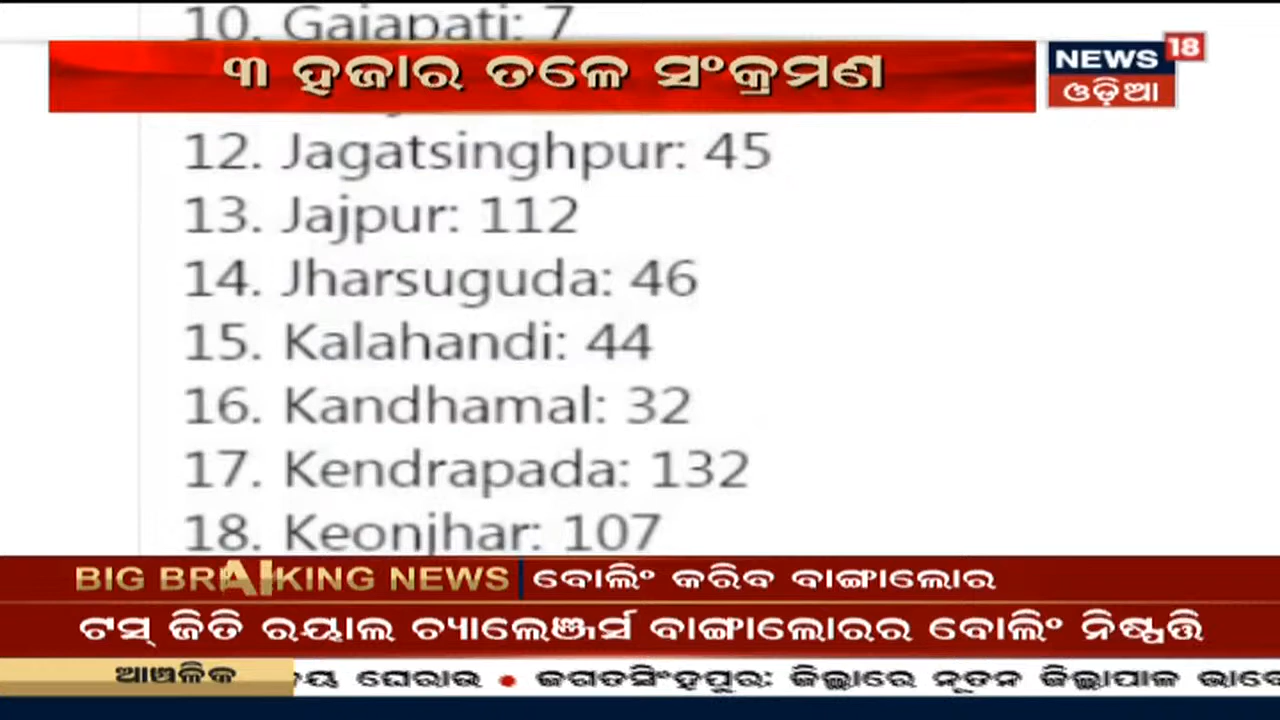 10. Gajapati: 7
୩ ହଜାର ତଳେ ସଂକ୍ରମଣ
NEWS 18
ଓଡ଼ିଆ
12. Jagatsinghpur: 45
13. Jajpur: 112
14. Jharsuguda: 46
15. Kalahandi: 44
16. Kandhamal: 32
17. Kendrapada: 132
18. Keonjhar: 107
BIG BREAKING NEWS ବୋଲିଂ କରିବ ବାଙ୍ଗାଲୋର
ଟସ୍ ଜିତି ରୟାଲ ଚ୍ୟାଲେଞ୍ଜର୍ସ ବାଙ୍ଗାଲୋରର ବୋଲିଂ ନିଷ୍ପତ୍ତି
ଆଞ୍ଚଳିକ ଘେରାଉ • ଜଗତସିଂହପୁର: ଜିଲ୍ଲାରେ ନୂତନ ଜିଲ୍ଲାପାଳ